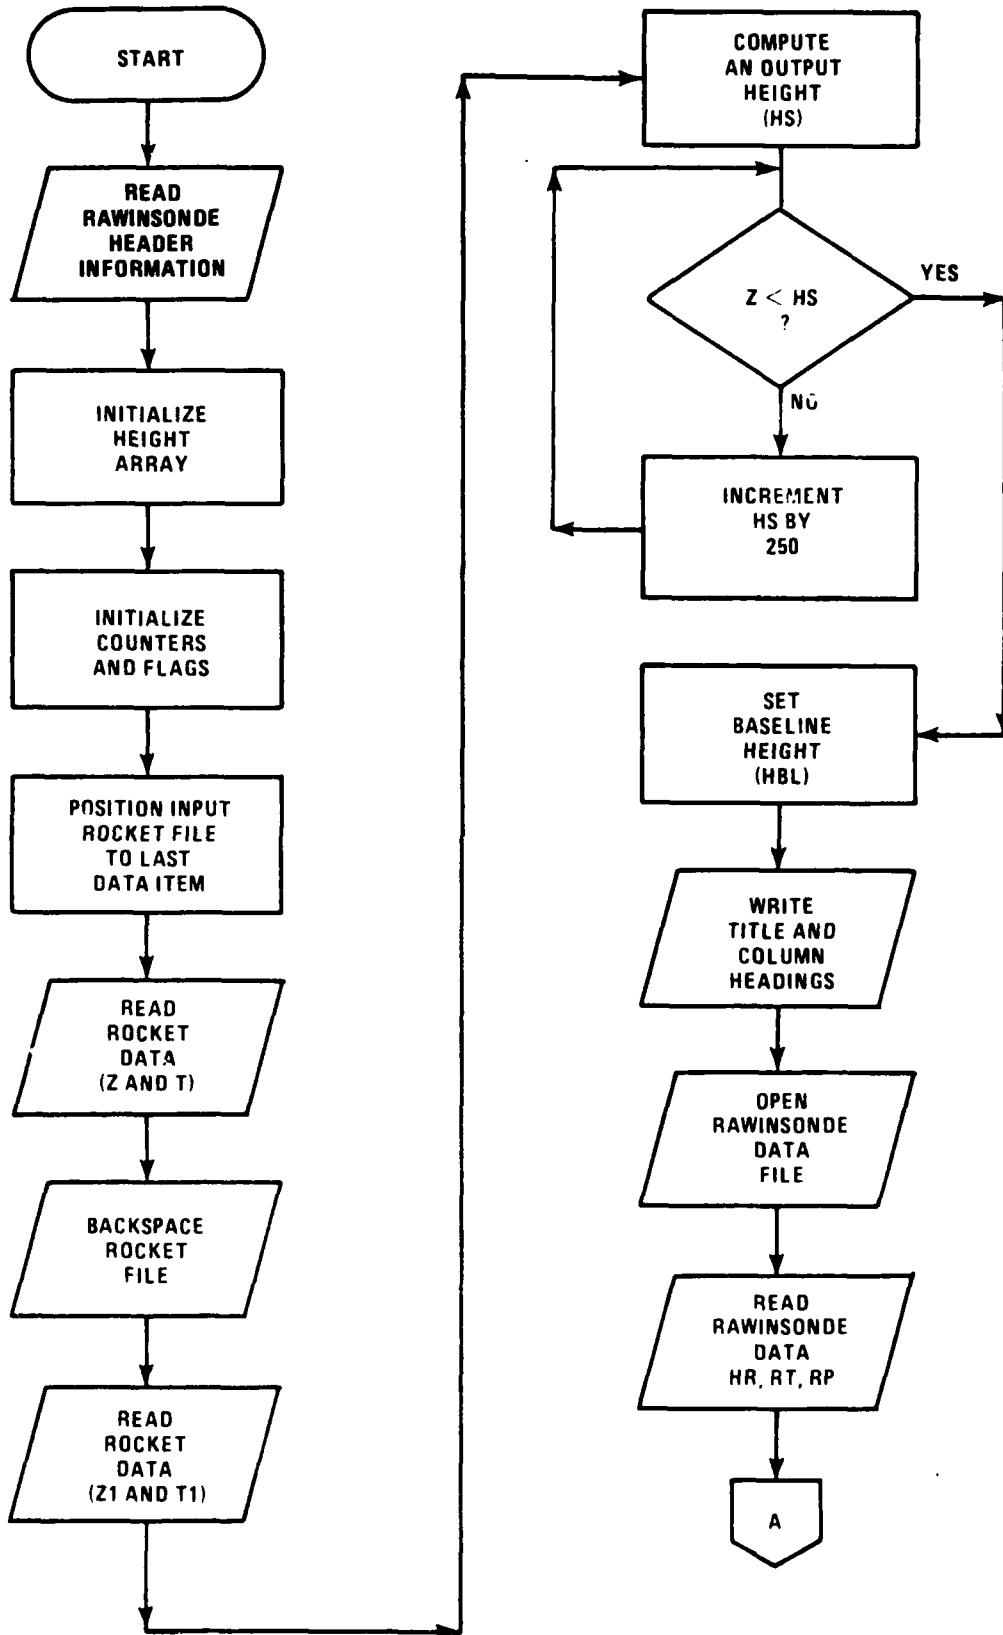 START
READ
RAWINSONDE
HEADER
INFORMATION
INITIALIZE
HEIGHT
ARRAY
INITIALIZE
COUNTERS
AND FLAGS
POSITION INPUT
ROCKET FILE
TO LAST
DATA ITEM
READ
ROCKET
DATA
(Z AND T)
BACKSPACE
ROCKET
FILE
READ
ROCKET
DATA
(Z1 AND T1)
COMPUTE
AN OUTPUT
HEIGHT
(HS)
Z < HS
?
YES
NO
INCREMENT
HS BY
250
SET
BASELINE
HEIGHT
(HBL)
WRITE
TITLE AND
COLUMN
HEADINGS
OPEN
RAWINSONDE
DATA
FILE
READ
RAWINSONDE
DATA
HR, RT, RP
A